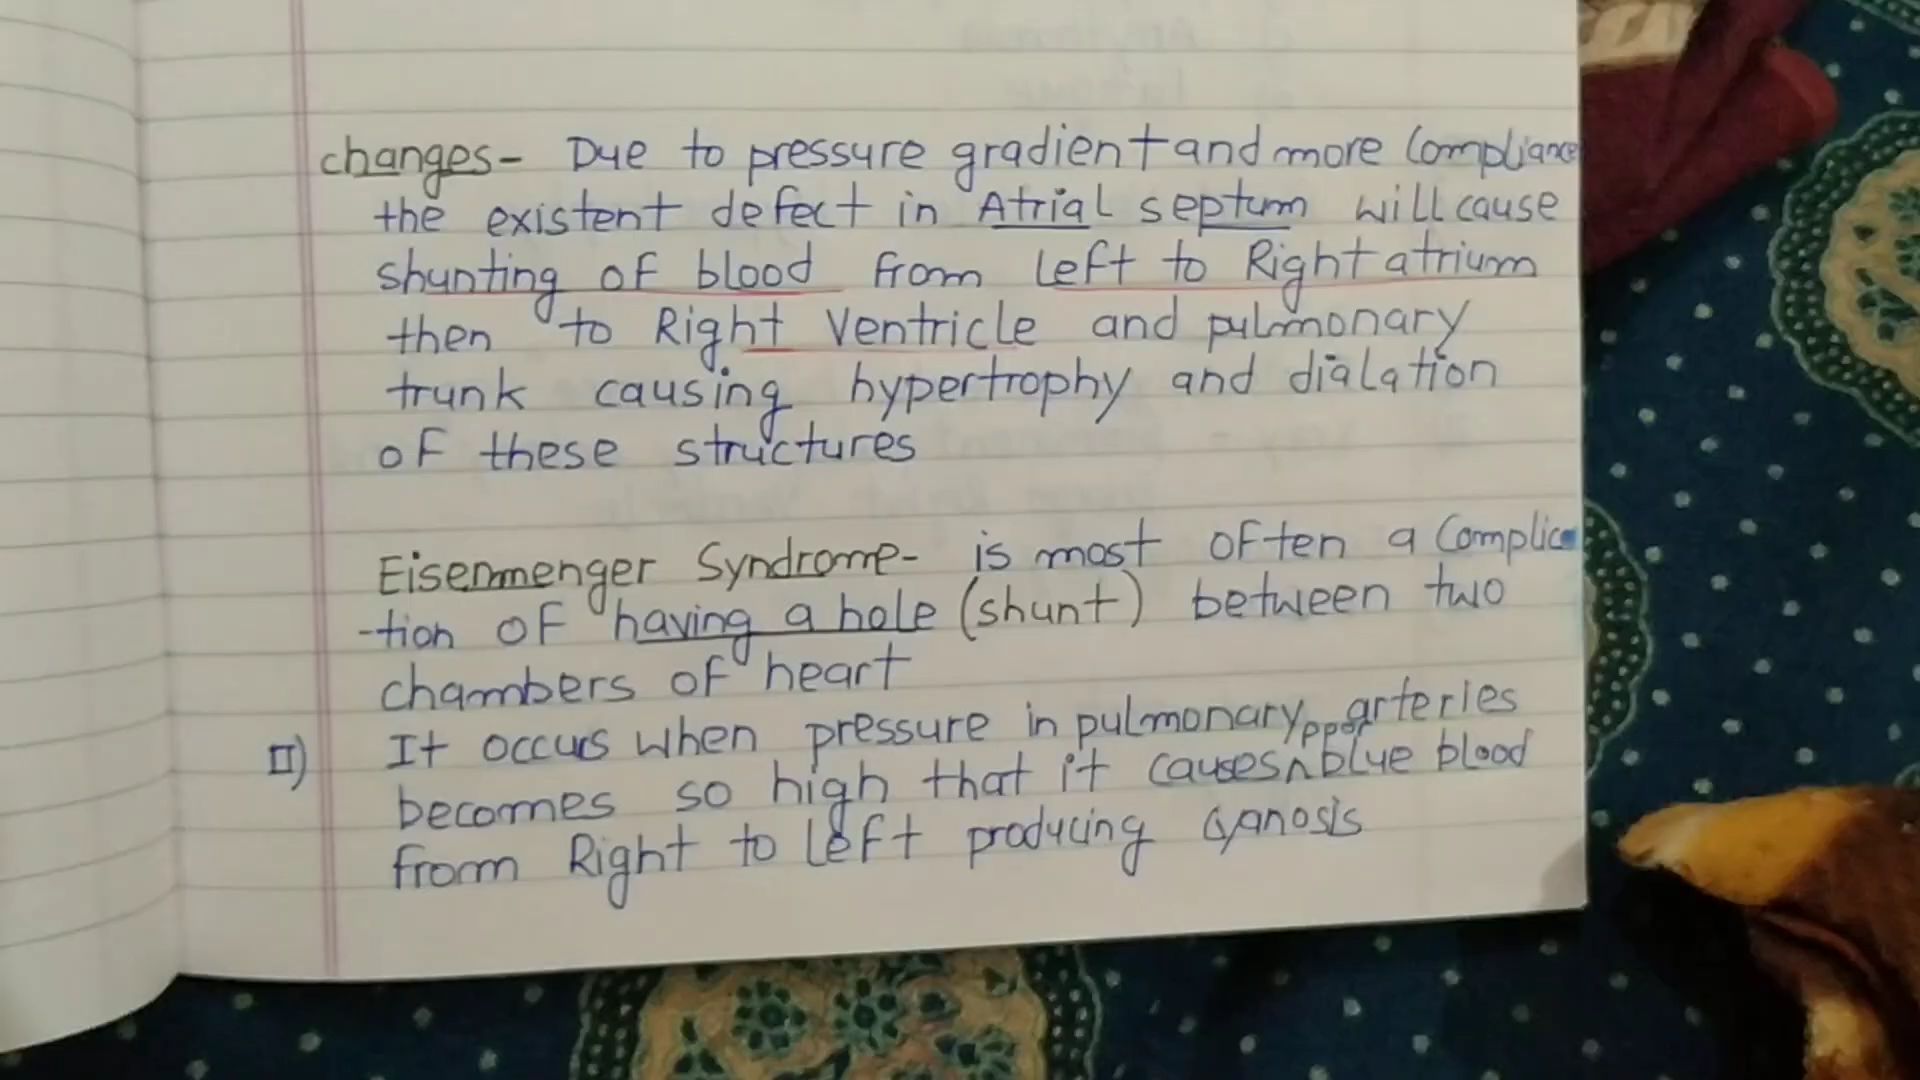 changes- Due to pressure gradient and more Compliance
the existent defect in Atrial septum will cause
shunting of blood from Left to Right atrium
then to Right Ventricle and pulmonary
trunk causing hypertrophy and dialation
of these structures
Eisenmenger Syndrome- is most often a Complica
-tion of having a hole (shunt) between two
chambers of heart
II) It occurs when pressure in pulmonary arteries
becomes so high that it causes blue blood
from Right to Left producing cyanosis